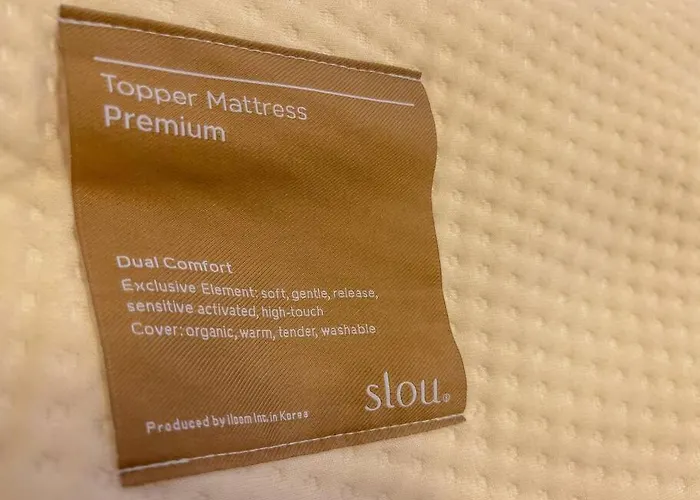 Topper Mattress
Premium
Dual Comfort
Exclusive Element: soft, gentle, release,
sensitive activated, high-touch
Cover: organic, warm, tender, washable
slou®
Produced by iloom Inc. in Korea